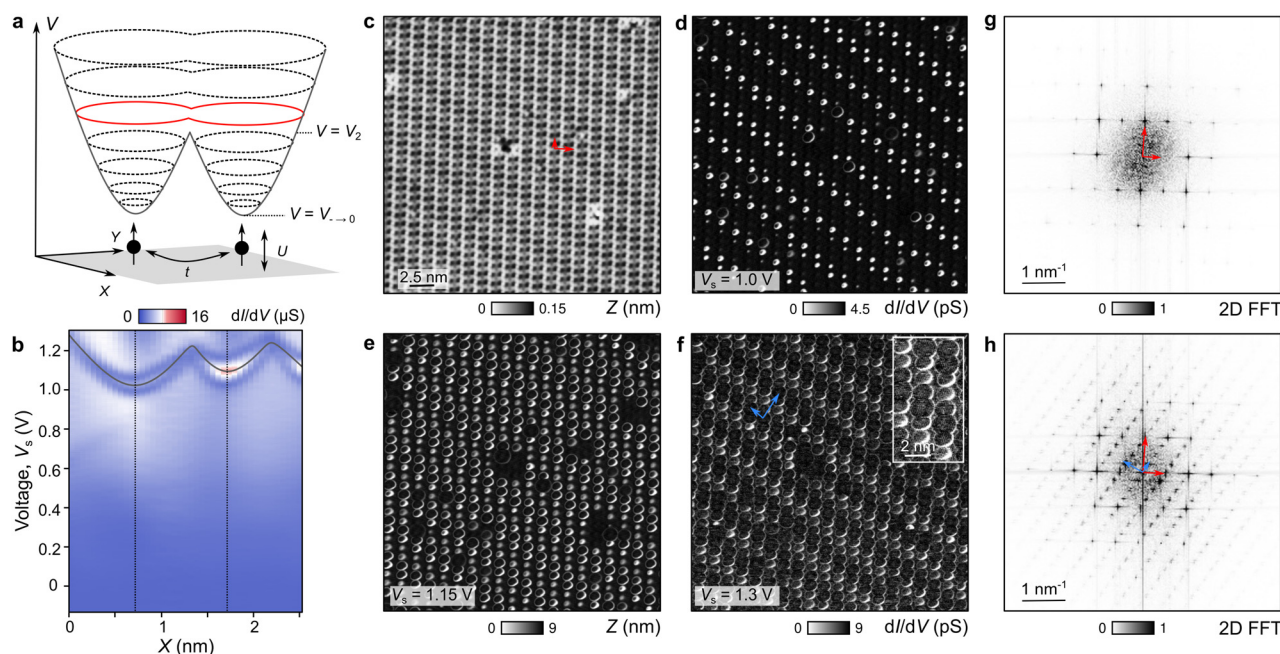 a
V
V = V2
V = V-→0
Y
t
U
X
b
0 16 dI/dV (µS)
Voltage, Vs (V)
1.2
1.0
0.8
0.6
0.4
0.2
0
0 1 2
X (nm)
c
2.5 nm
0 0.15 Z (nm)
d
Vs = 1.0 V
0 4.5 dI/dV (pS)
e
Vs = 1.15 V
0 9 Z (nm)
f
2 nm
Vs = 1.3 V
0 9 dI/dV (pS)
g
1 nm-1
0 1 2D FFT
h
1 nm-1
0 1 2D FFT